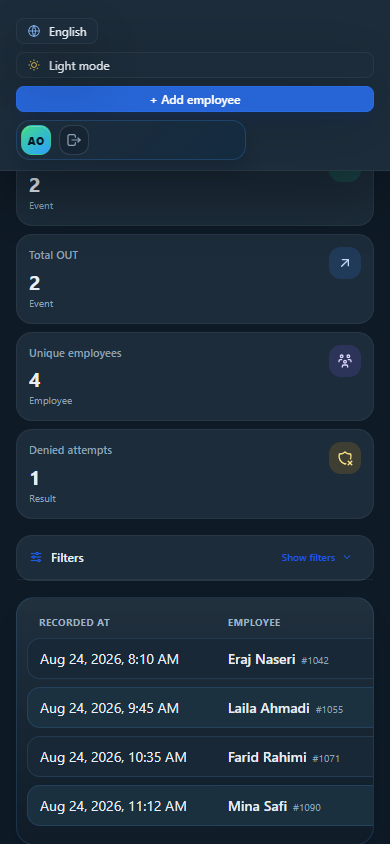 English
Light mode
+ Add employee
AO
2
Event
Total OUT
2
Event
Unique employees
4
Employee
Denied attempts
1
Result
Filters Show filters
RECORDED AT EMPLOYEE
Aug 24, 2026, 8:10 AM Eraj Naseri #1042
Aug 24, 2026, 9:45 AM Laila Ahmadi #1055
Aug 24, 2026, 10:35 AM Farid Rahimi #1071
Aug 24, 2026, 11:12 AM Mina Safi #1090